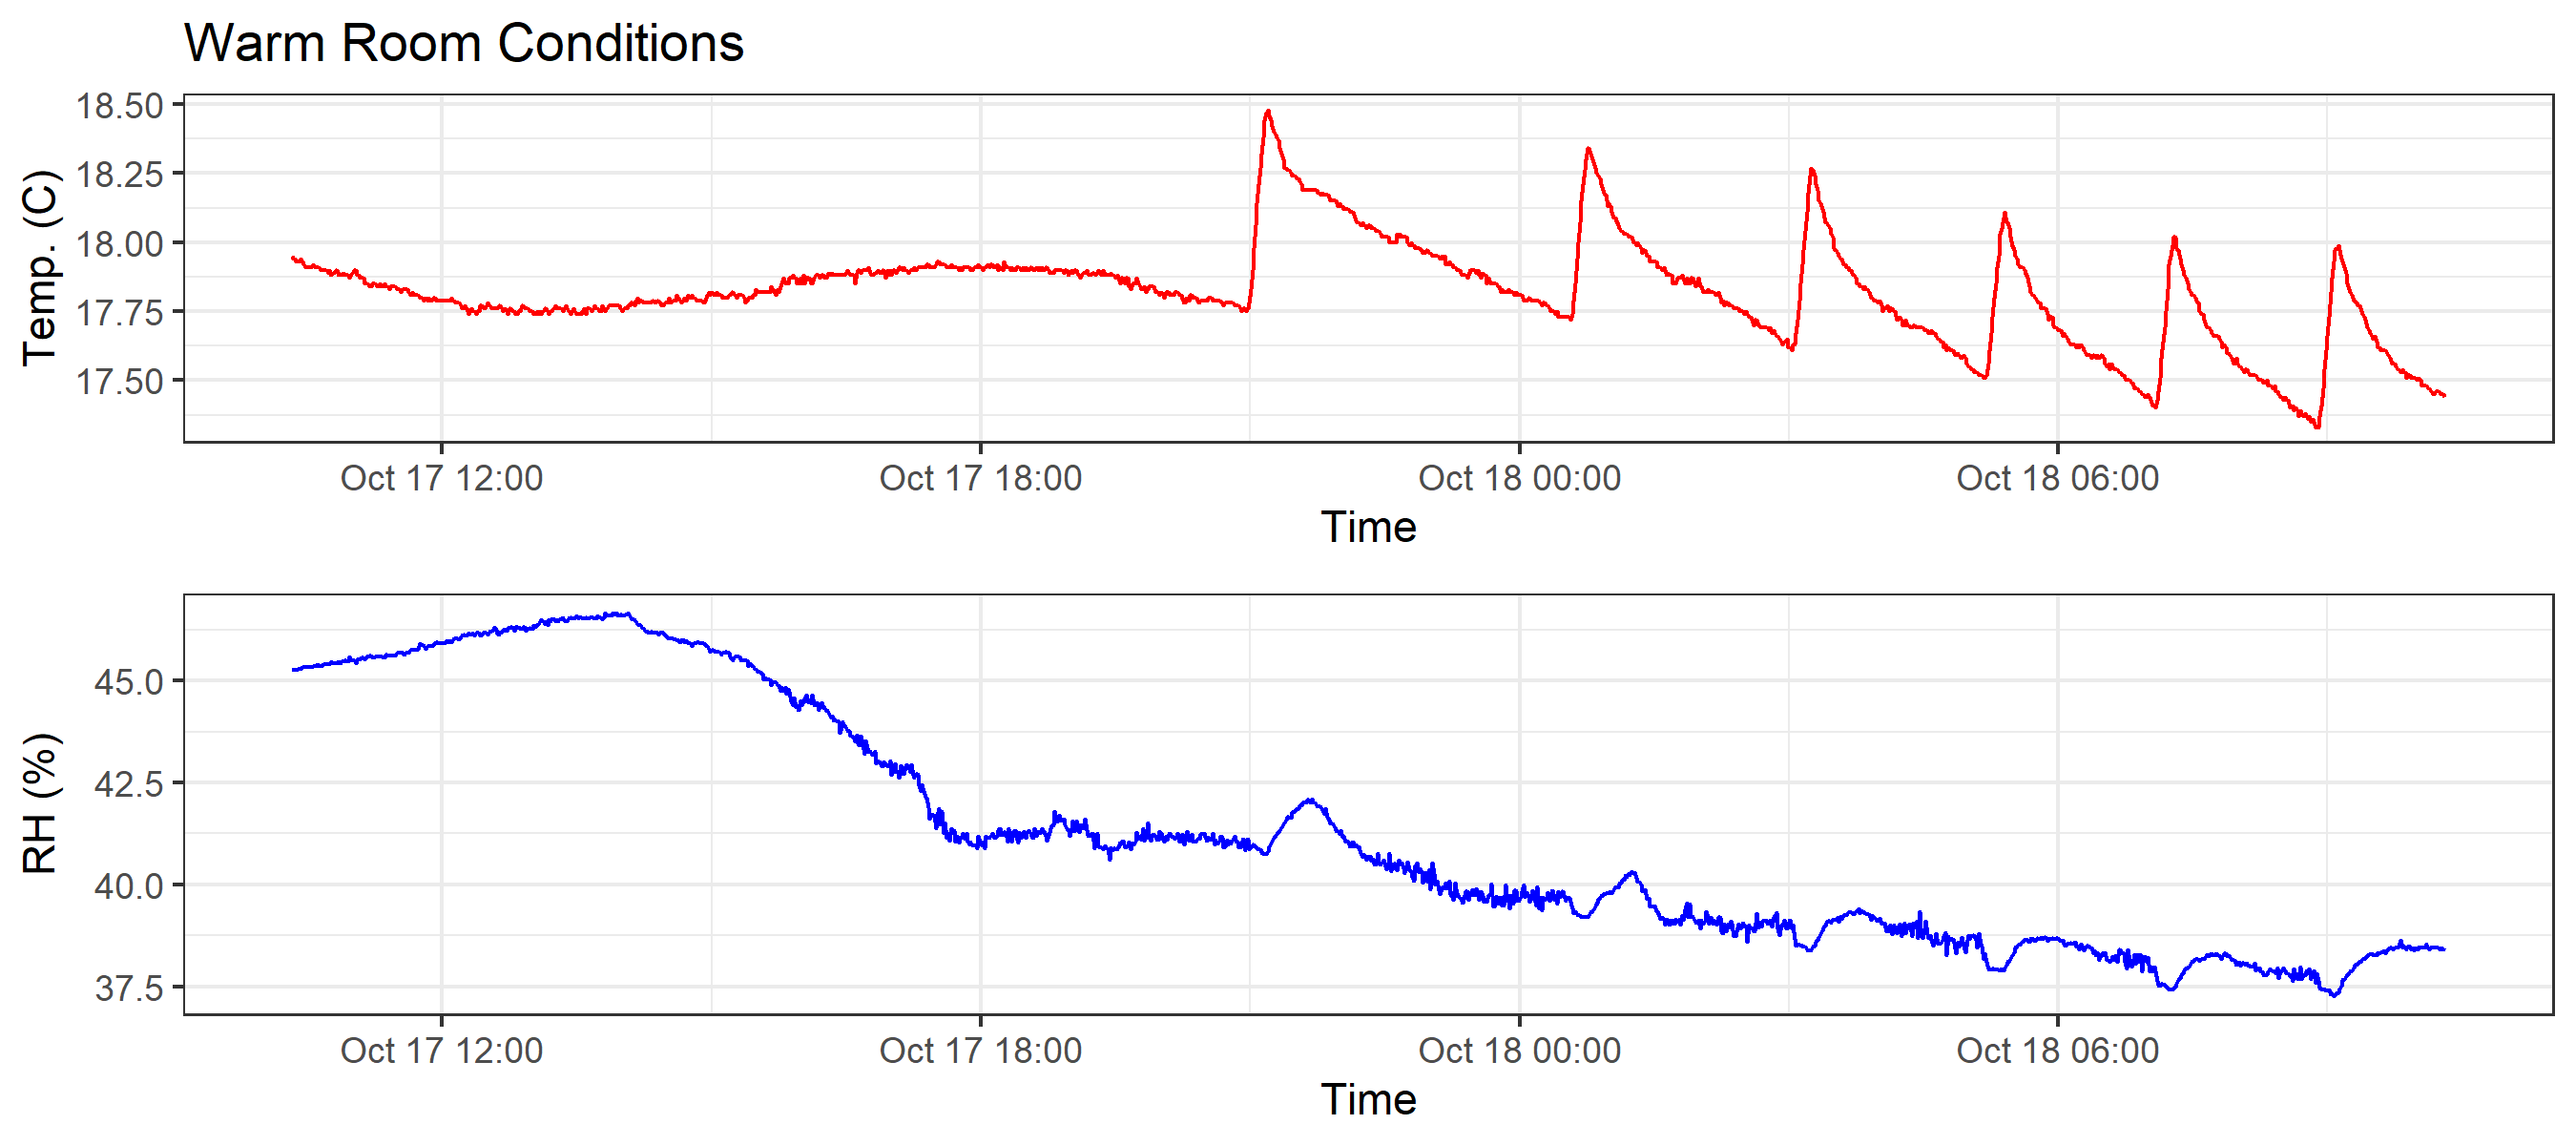 Warm Room Conditions
Temp. (C)
18.50
18.25
18.00
17.75
17.50
Oct 17 12:00 Oct 17 18:00 Oct 18 00:00 Oct 18 06:00
Time
RH (%)
45.0
42.5
40.0
37.5
Oct 17 12:00 Oct 17 18:00 Oct 18 00:00 Oct 18 06:00
Time